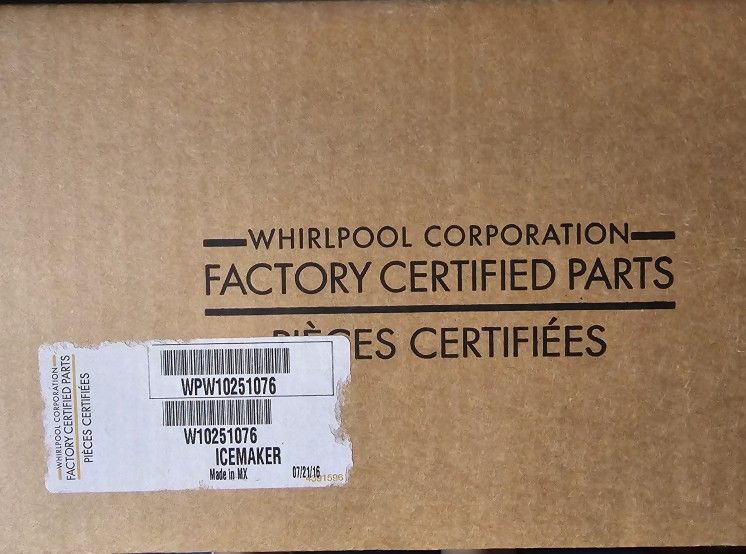 WHIRLPOOL CORPORATION
FACTORY CERTIFIED PARTS
PIÈCES CERTIFIÉES
WHIRLPOOL CORPORATION
FACTORY CERTIFIED PARTS
PIÈCES CERTIFIÉES
WPW10251076
W10251076
ICEMAKER
Made in MX
07/21/16